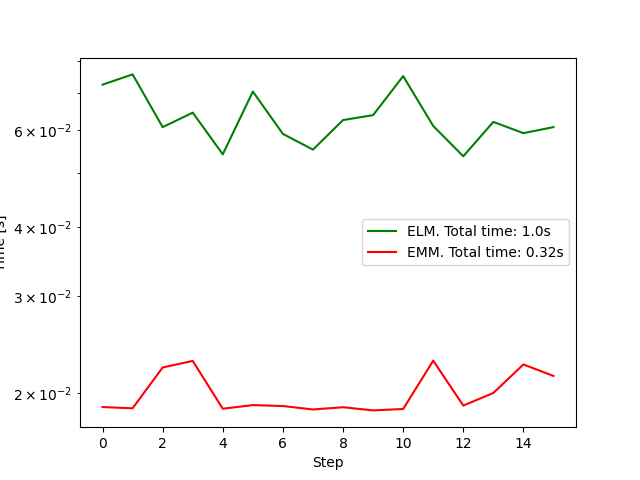 6 × 10⁻²
4 × 10⁻²
3 × 10⁻²
2 × 10⁻²
Time [s]
ELM. Total time: 1.0s
EMM. Total time: 0.32s
0 2 4 6 8 10 12 14
Step